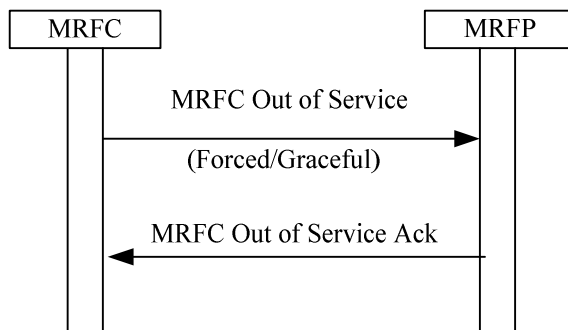 MRFC
MRFP
MRFC Out of Service
(Forced/Graceful)
MRFC Out of Service Ack